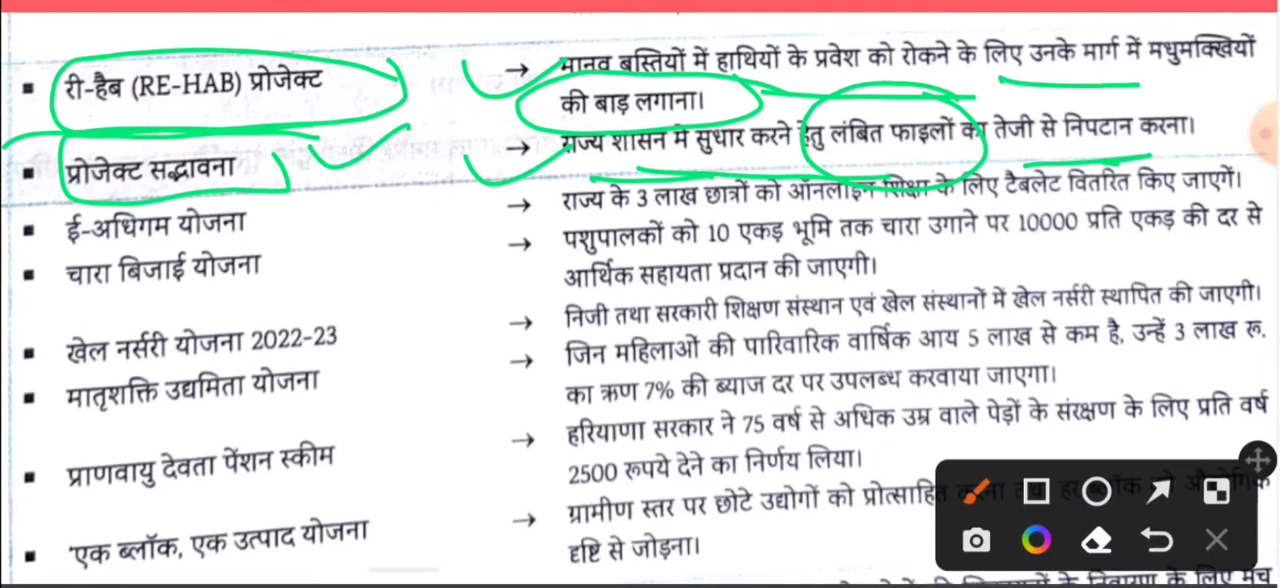 ▪ री-हैब (RE-HAB) प्रोजेक्ट → मानव बस्तियों में हाथियों के प्रवेश को रोकने के लिए उनके मार्ग में मधुमक्खियों
की बाड़ लगाना।
▪ प्रोजेक्ट सद्भावना → राज्य शासन में सुधार करने हेतु लंबित फाइलों का तेजी से निपटान करना।
▪ ई-अधिगम योजना → राज्य के 3 लाख छात्रों को ऑनलाइन शिक्षा के लिए टैबलेट वितरित किए जाएगें।
▪ चारा बिजाई योजना → पशुपालकों को 10 एकड़ भूमि तक चारा उगाने पर 10000 प्रति एकड़ की दर से
आर्थिक सहायता प्रदान की जाएगी।
▪ खेल नर्सरी योजना 2022-23 → निजी तथा सरकारी शिक्षण संस्थान एवं खेल संस्थानों में खेल नर्सरी स्थापित की जाएगी।
▪ मातृशक्ति उद्यमिता योजना → जिन महिलाओं की पारिवारिक वार्षिक आय 5 लाख से कम है, उन्हें 3 लाख रू.
का ऋण 7% की ब्याज दर पर उपलब्ध करवाया जाएगा।
▪ प्राणवायु देवता पेंशन स्कीम → हरियाणा सरकार ने 75 वर्ष से अधिक उम्र वाले पेड़ों के संरक्षण के लिए प्रति वर्ष
2500 रूपये देने का निर्णय लिया।
▪ 'एक ब्लॉक, एक उत्पाद योजना → ग्रामीण स्तर पर छोटे उद्योगों को प्रोत्साहित करना तथा हर ब्लॉक को औद्योगिक
दृष्टि से जोड़ना।
के लिए मंच